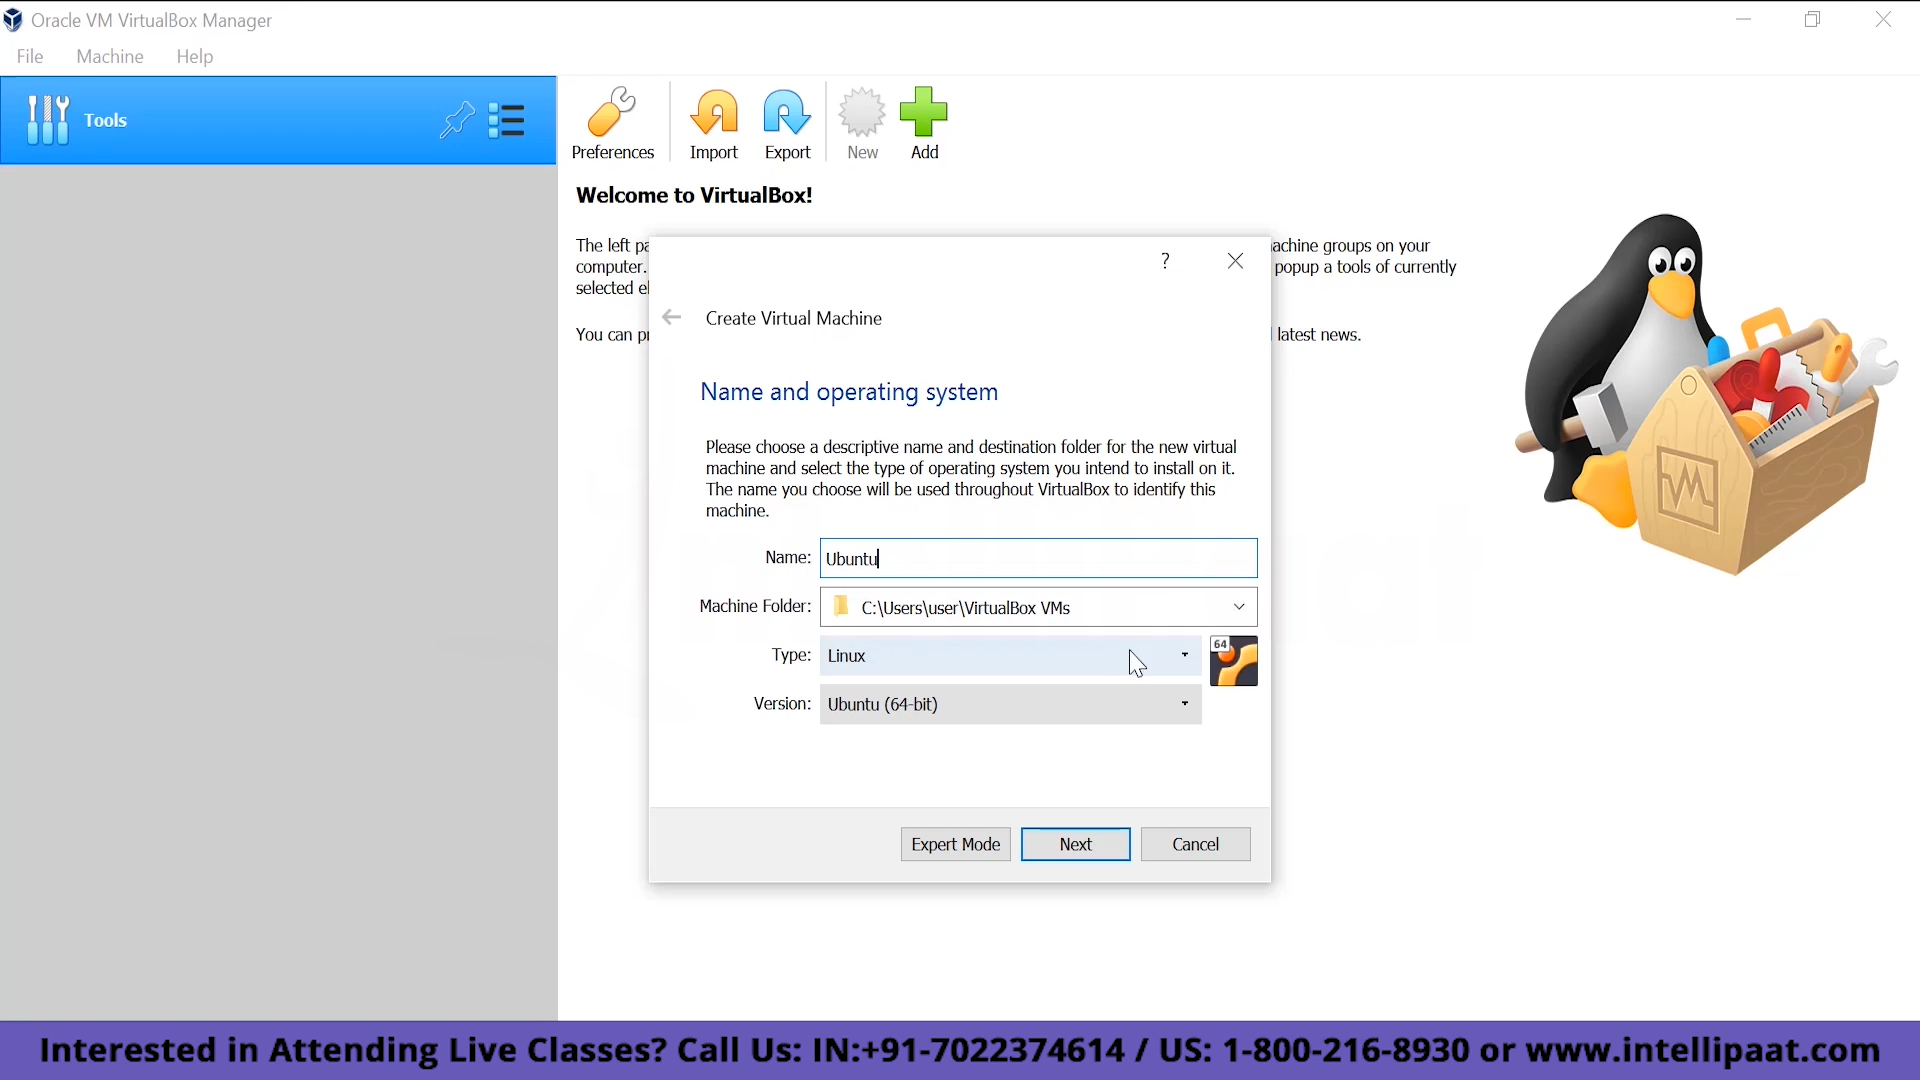 Oracle VM VirtualBox Manager
File Machine Help
Tools
Preferences Import Export New Add
Welcome to VirtualBox!
The left pa
achine groups on your
computer.
popup a tools of currently
selected el
You can pr
latest news.
?
Create Virtual Machine
Name and operating system
Please choose a descriptive name and destination folder for the new virtual
machine and select the type of operating system you intend to install on it.
The name you choose will be used throughout VirtualBox to identify this
machine.
Name: Ubuntu
Machine Folder: C:\Users\user\VirtualBox VMs
Type: Linux
64
Version: Ubuntu (64-bit)
Expert Mode Next Cancel
Interested in Attending Live Classes? Call Us: IN:+91-7022374614 / US: 1-800-216-8930 or www.intellipaat.com